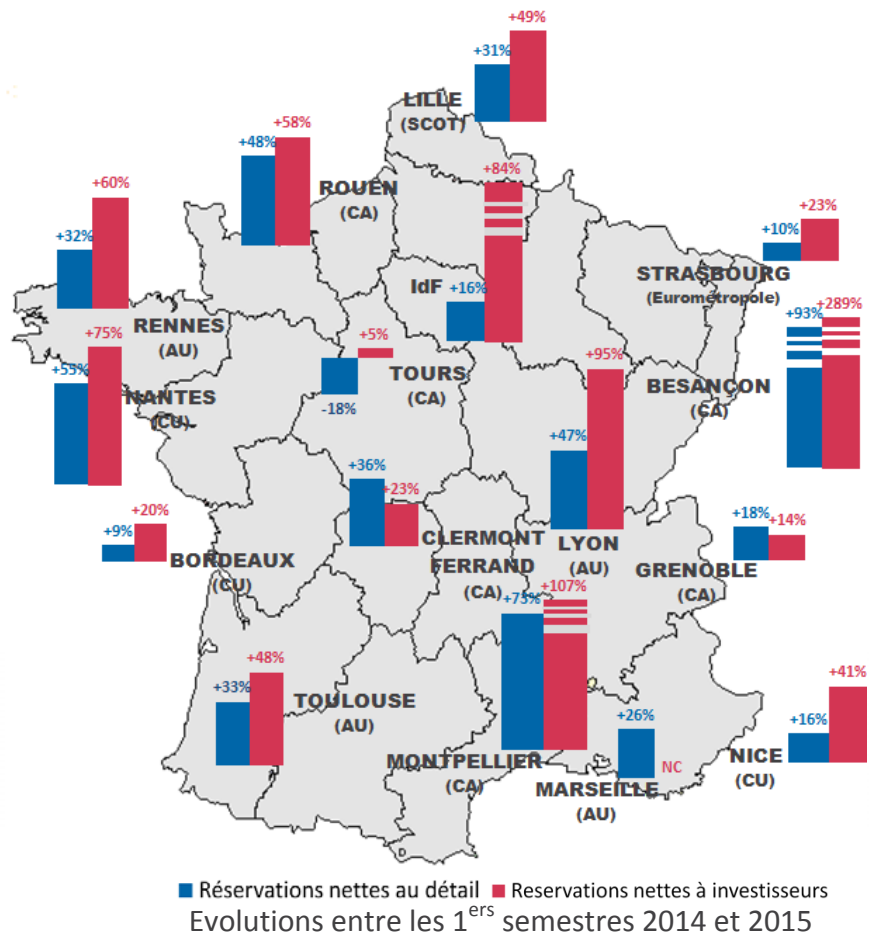 +49%
+31%
LILLE
(SCOT)
+58%
+48%
ROUEN
(CA)
+84%
+60%
+32%
RENNES
(AU)
+23%
+10%
STRASBOURG
(Eurométropole)
IdF
+16%
+289%
+93%
BESANÇON
(CA)
+75%
+55%
NANTES
(CU)
+5%
-18%
TOURS
(CA)
+95%
+47%
LYON
(AU)
+36%
+23%
CLERMONT
FERRAND
(CA)
+20%
+9%
BORDEAUX
(CU)
+18%
+14%
GRENOBLE
(CA)
+107%
+73%
MONTPELLIER
(CA)
+48%
+33%
TOULOUSE
(AU)
+26%
NC
MARSEILLE
(AU)
+41%
+16%
NICE
(CU)
Réservations nettes au détail Reservations nettes à investisseurs
Evolutions entre les 1ers semestres 2014 et 2015